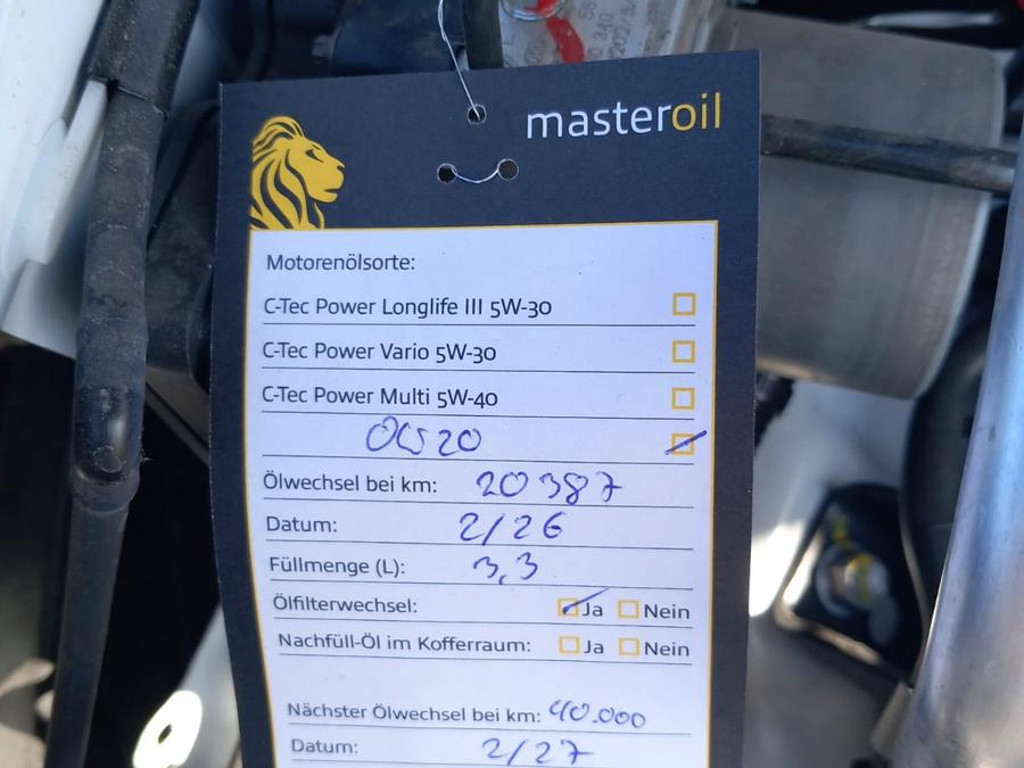 masteroil
Motorenölsorte:
C-Tec Power Longlife III 5W-30
C-Tec Power Vario 5W-30
C-Tec Power Multi 5W-40
0W20
Ölwechsel bei km: 20387
Datum: 2/26
Füllmenge (L): 3,3
Ölfilterwechsel: Ja Nein
Nachfüll-Öl im Kofferraum: Ja Nein
Nächster Ölwechsel bei km: 40.000
Datum: 2/27